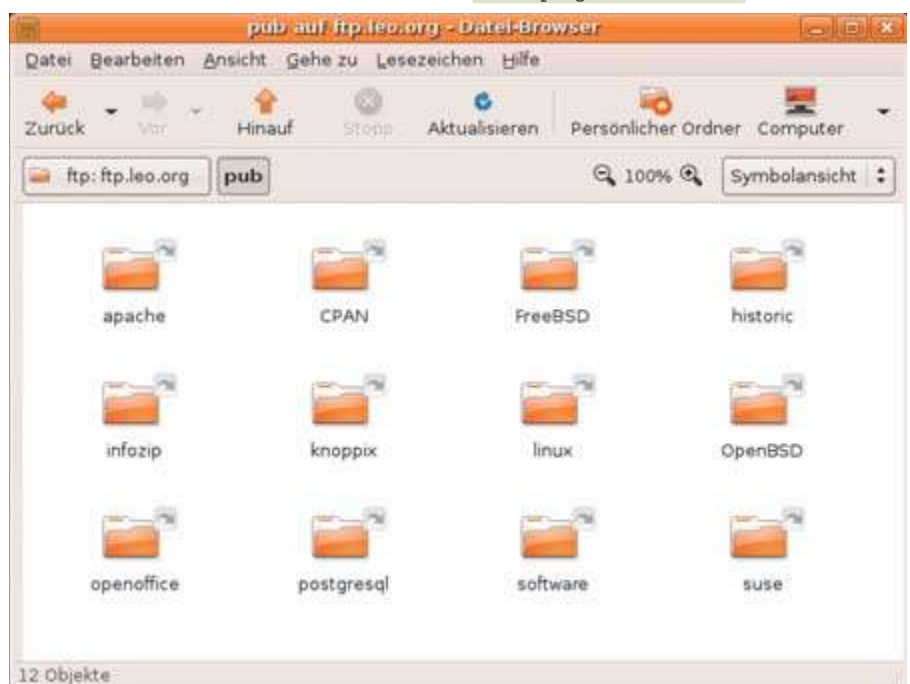 pub auf ftp.leo.org - Datei-Browser
Datei Bearbeiten Ansicht Gehe zu Lesezeichen Hilfe
Zurück Vor Hinauf Stopp Aktualisieren Persönlicher Ordner Computer
ftp: ftp.leo.org pub 100% Symbolansicht
apache CPAN FreeBSD historic
infozip knoppix linux OpenBSD
openoffice postgresql software suse
12 Objekte